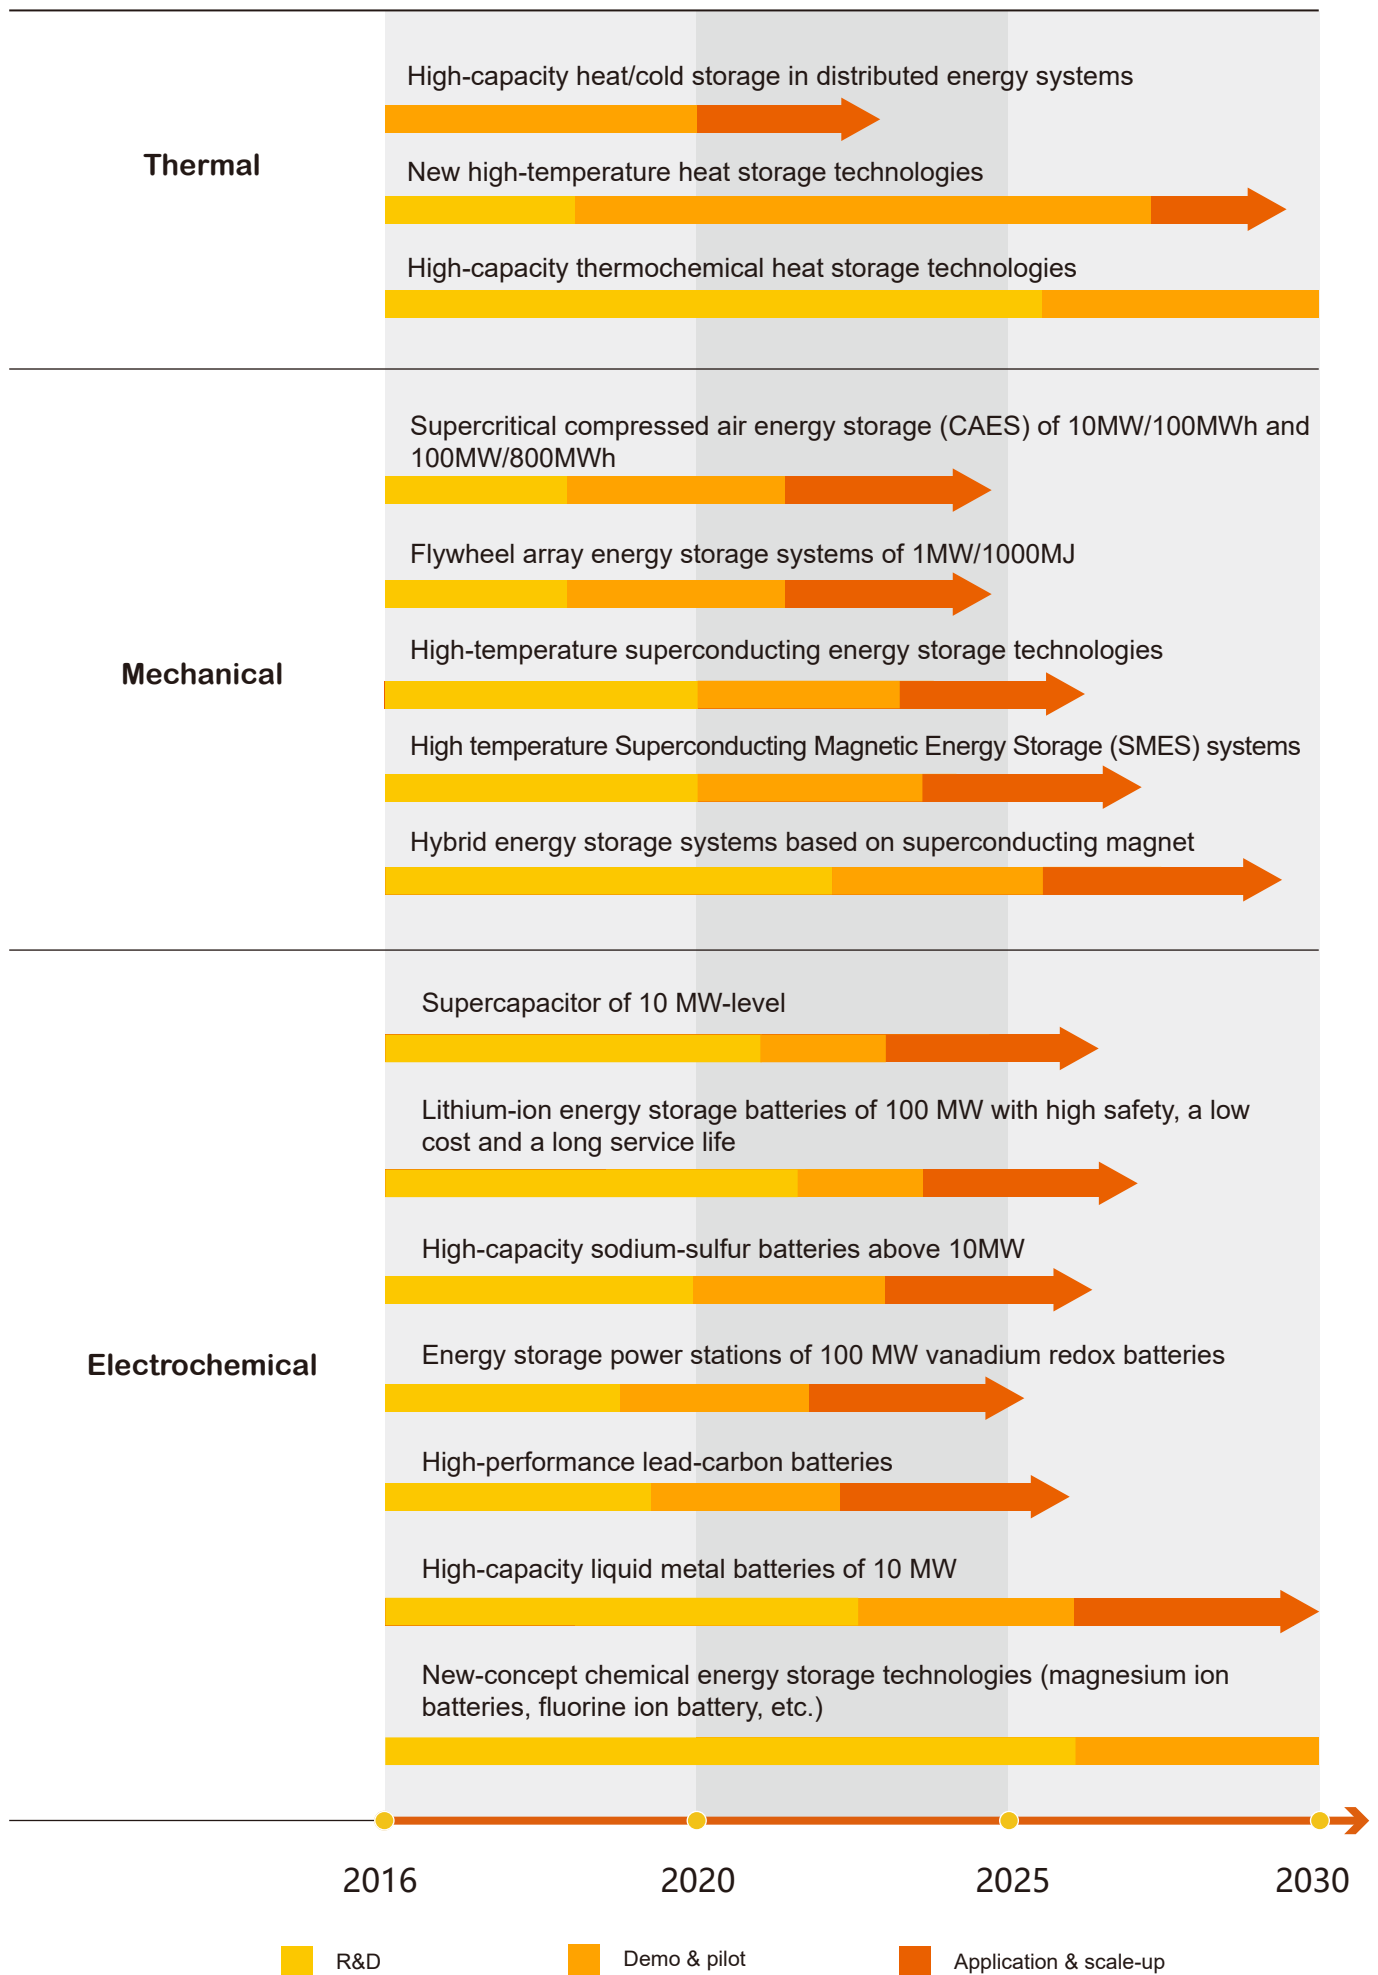 High-capacity heat/cold storage in distributed energy systems
Thermal
New high-temperature heat storage technologies
High-capacity thermochemical heat storage technologies
Supercritical compressed air energy storage (CAES) of 10MW/100MWh and
100MW/800MWh
Flywheel array energy storage systems of 1MW/1000MJ
High-temperature superconducting energy storage technologies
Mechanical
High temperature Superconducting Magnetic Energy Storage (SMES) systems
Hybrid energy storage systems based on superconducting magnet
Supercapacitor of 10 MW-level
Lithium-ion energy storage batteries of 100 MW with high safety, a low
cost and a long service life
High-capacity sodium-sulfur batteries above 10MW
Energy storage power stations of 100 MW vanadium redox batteries
Electrochemical
High-performance lead-carbon batteries
High-capacity liquid metal batteries of 10 MW
New-concept chemical energy storage technologies (magnesium ion
batteries, fluorine ion battery, etc.)
2016 2020 2025 2030
R&D Demo & pilot Application & scale-up